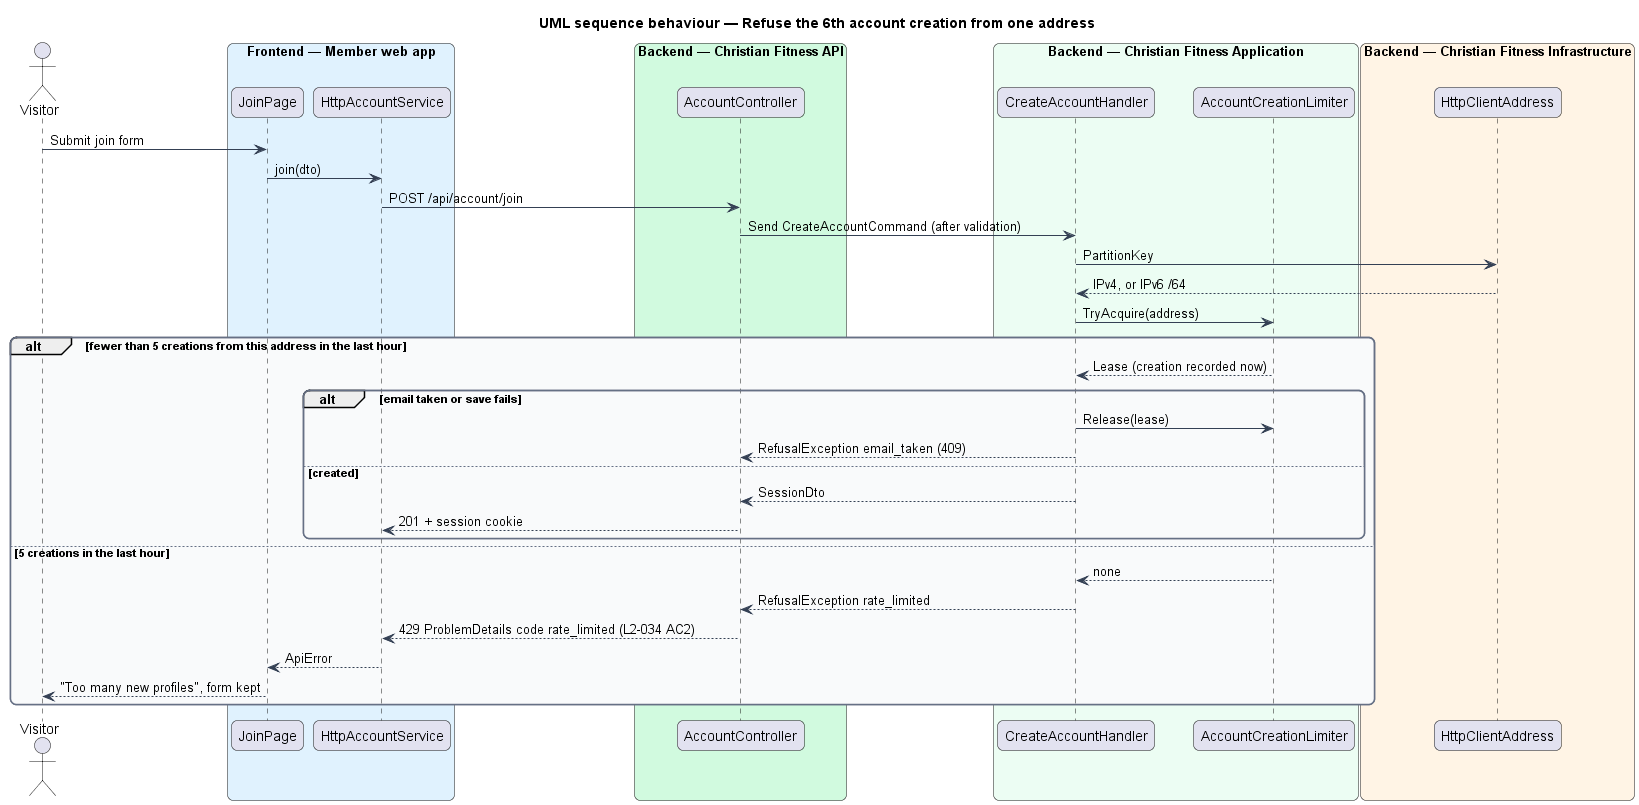 UML sequence behaviour — Refuse the 6th account creation from one address
Frontend — Member web app
Backend — Christian Fitness API
Backend — Christian Fitness Application
Backend — Christian Fitness Infrastructure
Visitor
JoinPage
HttpAccountService
AccountController
CreateAccountHandler
AccountCreationLimiter
HttpClientAddress
Submit join form
join(dto)
POST /api/account/join
Send CreateAccountCommand (after validation)
PartitionKey
IPv4, or IPv6 /64
TryAcquire(address)
alt [fewer than 5 creations from this address in the last hour]
Lease (creation recorded now)
alt [email taken or save fails]
Release(lease)
RefusalException email_taken (409)
[created]
SessionDto
201 + session cookie
[5 creations in the last hour]
none
RefusalException rate_limited
429 ProblemDetails code rate_limited (L2-034 AC2)
ApiError
"Too many new profiles", form kept
Visitor
JoinPage
HttpAccountService
AccountController
CreateAccountHandler
AccountCreationLimiter
HttpClientAddress